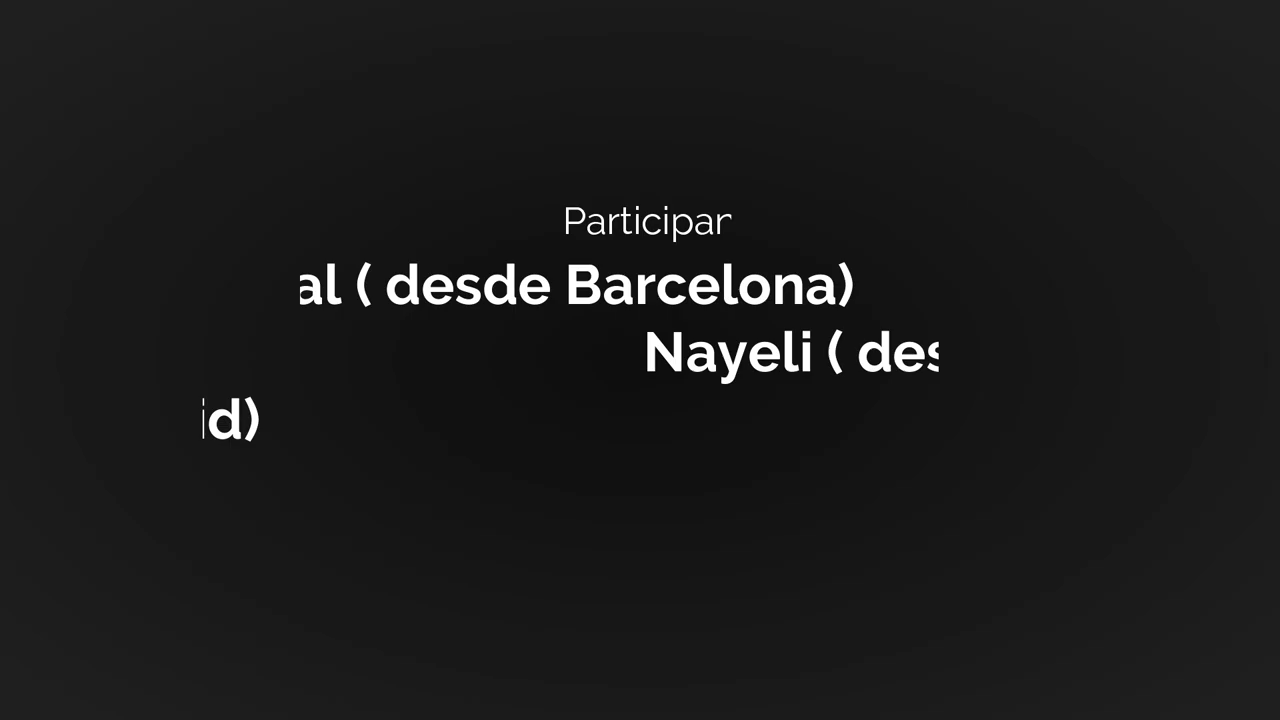 Participar
al ( desde Barcelona)
Nayeli ( des
id)